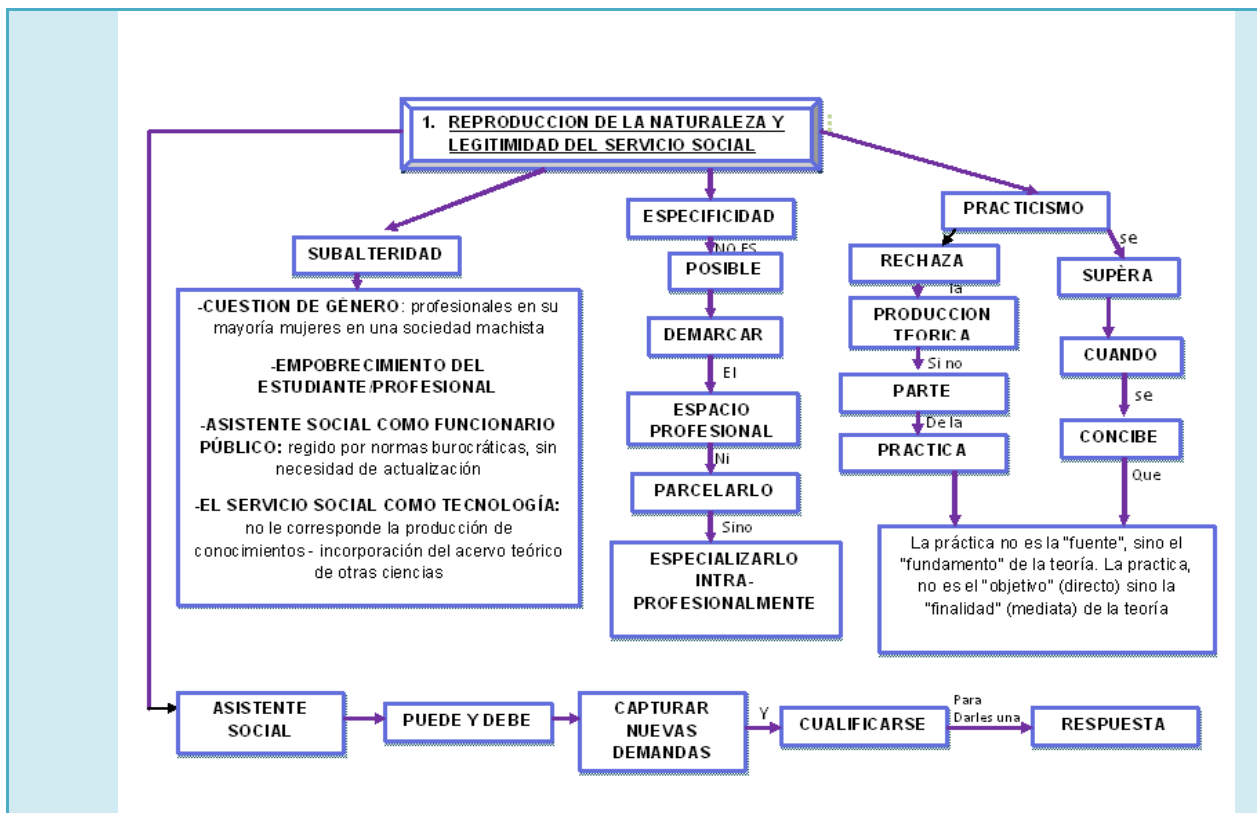 1. REPRODUCCION DE LA NATURALEZA Y
LEGITIMIDAD DEL SERVICIO SOCIAL
SUBALTERIDAD
-CUESTION DE GÉNERO: profesionales en su
mayoría mujeres en una sociedad machista
-EMPOBRECIMIENTO DEL
ESTUDIANTE/PROFESIONAL
-ASISTENTE SOCIAL COMO FUNCIONARIO
PÚBLICO: regido por normas burocráticas, sin
necesidad de actualización
-EL SERVICIO SOCIAL COMO TECNOLOGÍA:
no le corresponde la producción de
conocimientos - incorporación del acervo teórico
de otras ciencias
ESPECIFICIDAD
NO ES
POSIBLE
DEMARCAR
El
ESPACIO
PROFESIONAL
Ni
PARCELARLO
Sino
ESPECIALIZARLO
INTRA-
PROFESIONALMENTE
PRACTICISMO
RECHAZA
la
PRODUCCION
TEÓRICA
Si no
PARTE
De la
PRACTICA
se
SUPÈRA
CUANDO
se
CONCIBE
Que
La práctica no es la "fuente", sino el
"fundamento" de la teoría. La practica,
no es el "objetivo" (directo) sino la
"finalidad" (mediata) de la teoría
ASISTENTE
SOCIAL
PUEDE Y DEBE
CAPTURAR
NUEVAS
DEMANDAS
Y
CUALIFICARSE
Para
Darles una
RESPUESTA